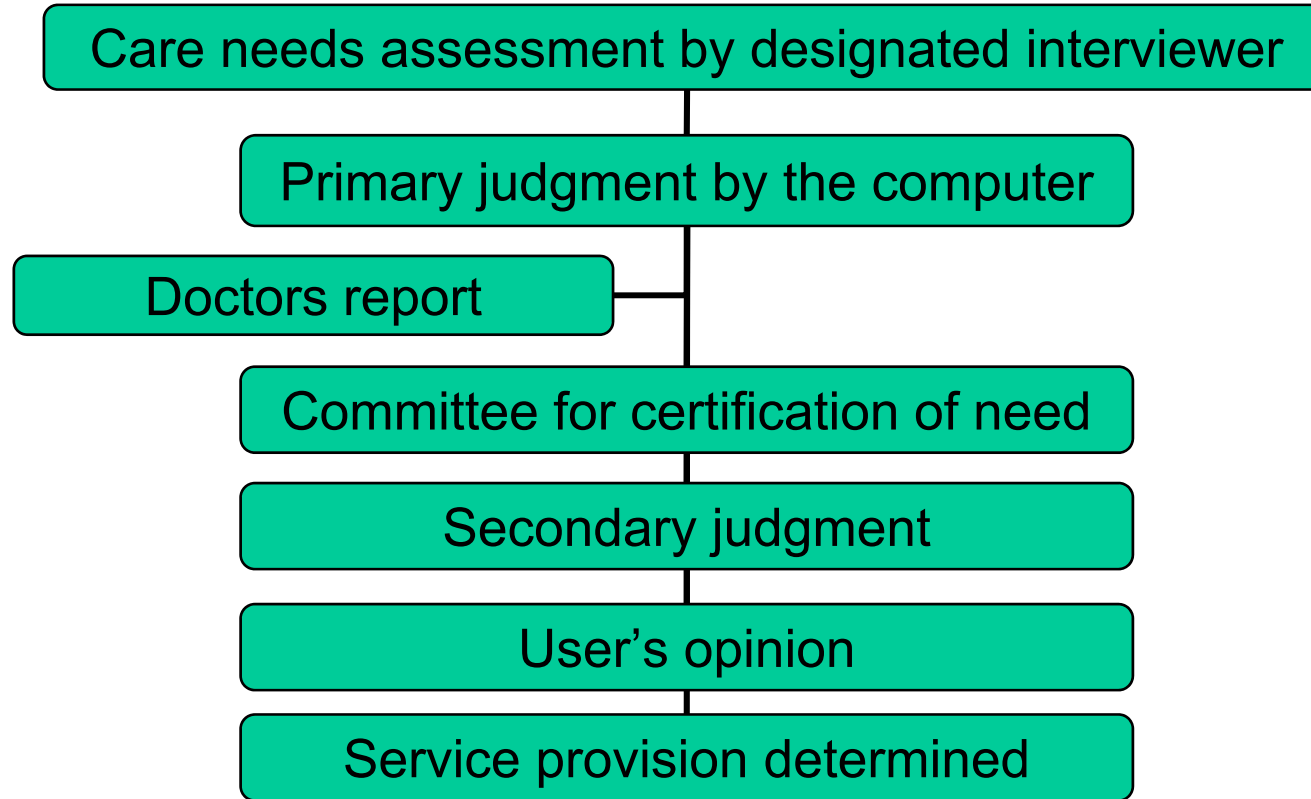 Care needs assessment by designated interviewer
Primary judgment by the computer
Doctors report
Committee for certification of need
Secondary judgment
User’s opinion
Service provision determined